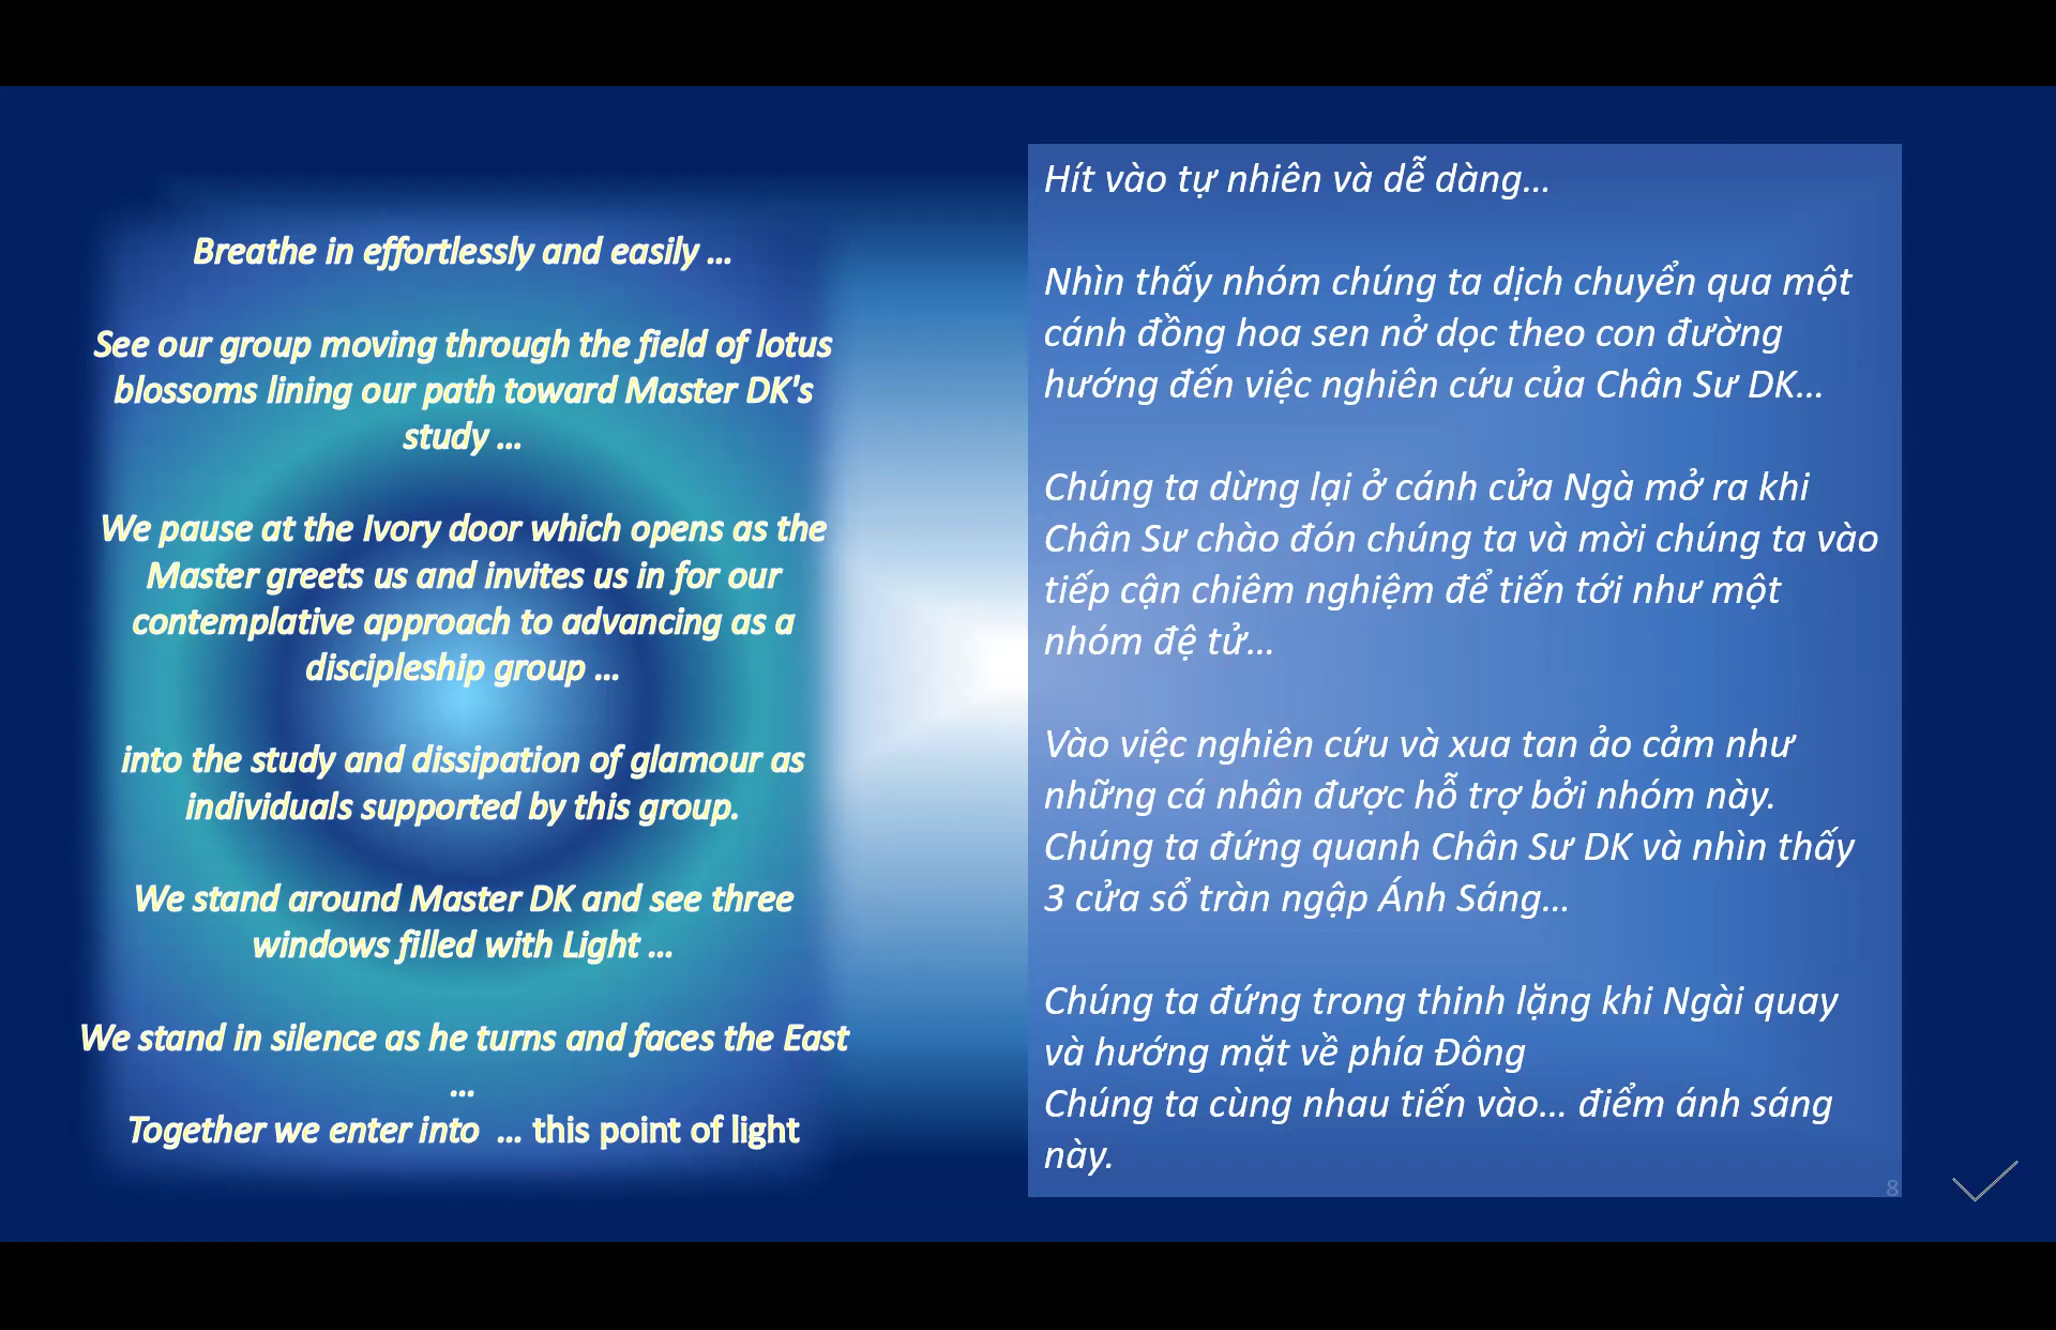 Breathe in effortlessly and easily ...
See our group moving through the field of lotus
blossoms lining our path toward Master DK's
study ...
We pause at the Ivory door which opens as the
Master greets us and invites us in for our
contemplative approach to advancing as a
discipleship group ...
into the study and dissipation of glamour as
individuals supported by this group.
We stand around Master DK and see three
windows filled with Light ...
We stand in silence as he turns and faces the East
...
Together we enter into ... this point of light
Hít vào tự nhiên và dễ dàng...
Nhìn thấy nhóm chúng ta dịch chuyển qua một
cánh đồng hoa sen nở dọc theo con đường
hướng đến việc nghiên cứu của Chân Sư DK...
Chúng ta dừng lại ở cánh cửa Ngà mở ra khi
Chân Sư chào đón chúng ta và mời chúng ta vào
tiếp cận chiêm nghiệm để tiến tới như một
nhóm đệ tử...
Vào việc nghiên cứu và xua tan ảo cảm như
những cá nhân được hỗ trợ bởi nhóm này.
Chúng ta đứng quanh Chân Sư DK và nhìn thấy
3 cửa sổ tràn ngập Ánh Sáng...
Chúng ta đứng trong thinh lặng khi Ngài quay
và hướng mặt về phía Đông
Chúng ta cùng nhau tiến vào... điểm ánh sáng
này.
8